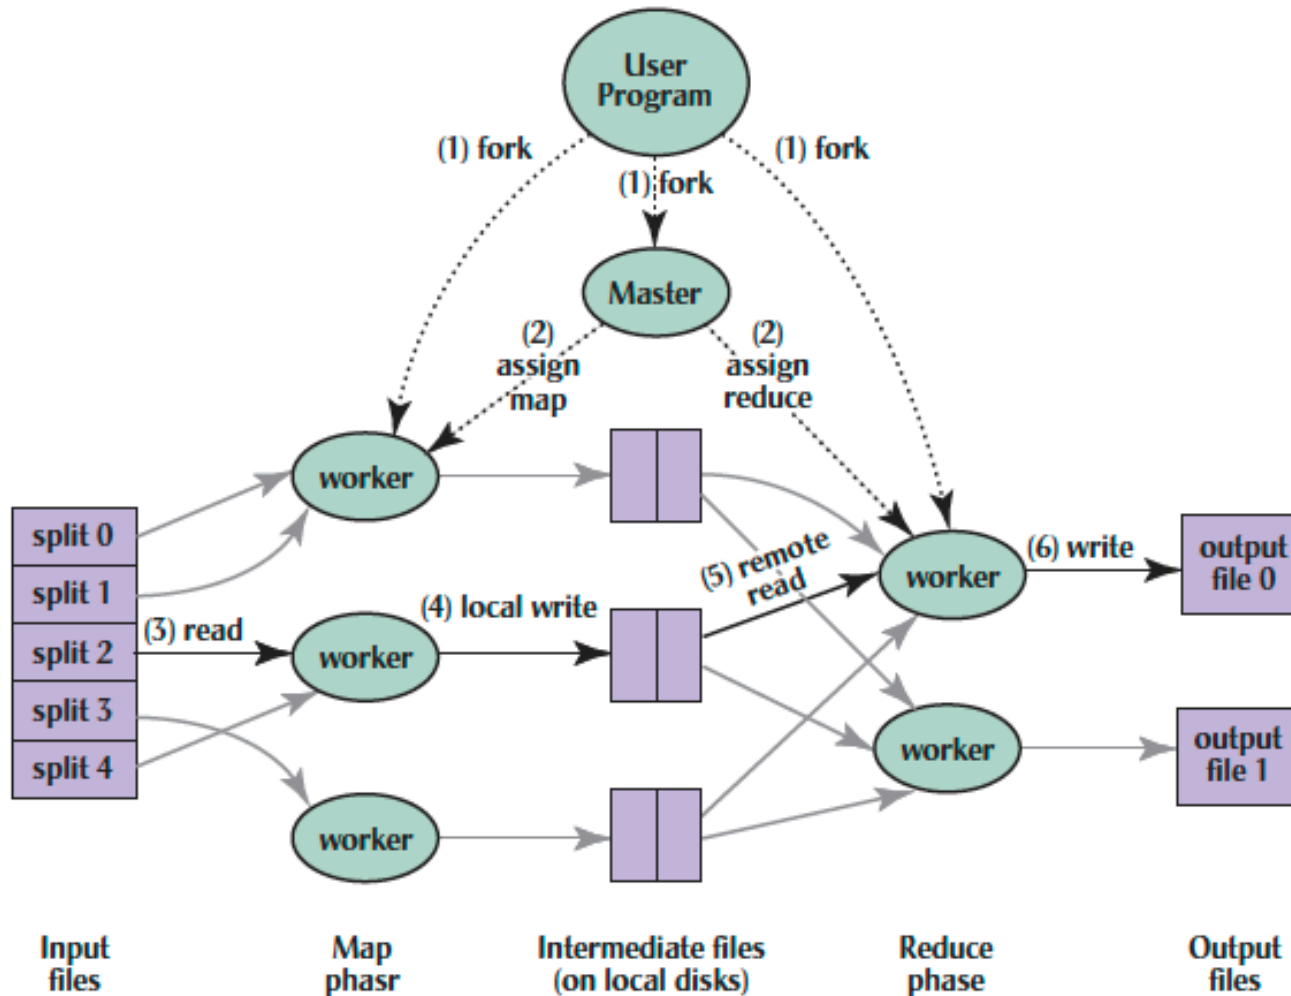 User
Program
(1) fork
(1) fork
(1) fork
Master
(2)
assign
map
(2)
assign
reduce
worker
split 0
split 1
split 2
split 3
split 4
(3) read
worker
(4) local write
worker
(5) remote
read
worker
(6) write
output
file 0
worker
output
file 1
Input
files
Map
phasr
Intermediate files
(on local disks)
Reduce
phase
Output
files